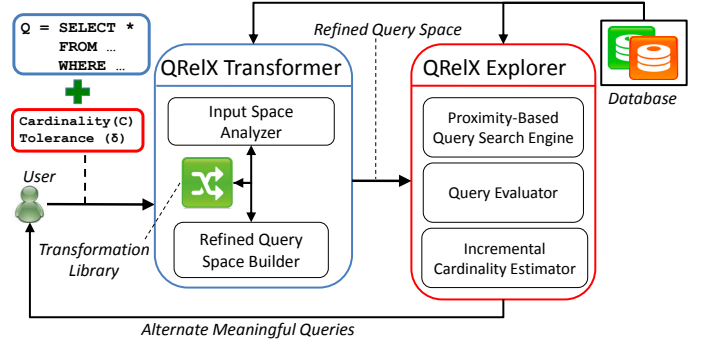 Q = SELECT *
FROM …
WHERE …
Cardinality(C)
Tolerance (δ)
User
Transformation
Library
QRelX Transformer
Input Space
Analyzer
Refined Query
Space Builder
Refined Query Space
QRelX Explorer
Proximity-Based
Query Search Engine
Query Evaluator
Incremental
Cardinality Estimator
Database
Alternate Meaningful Queries